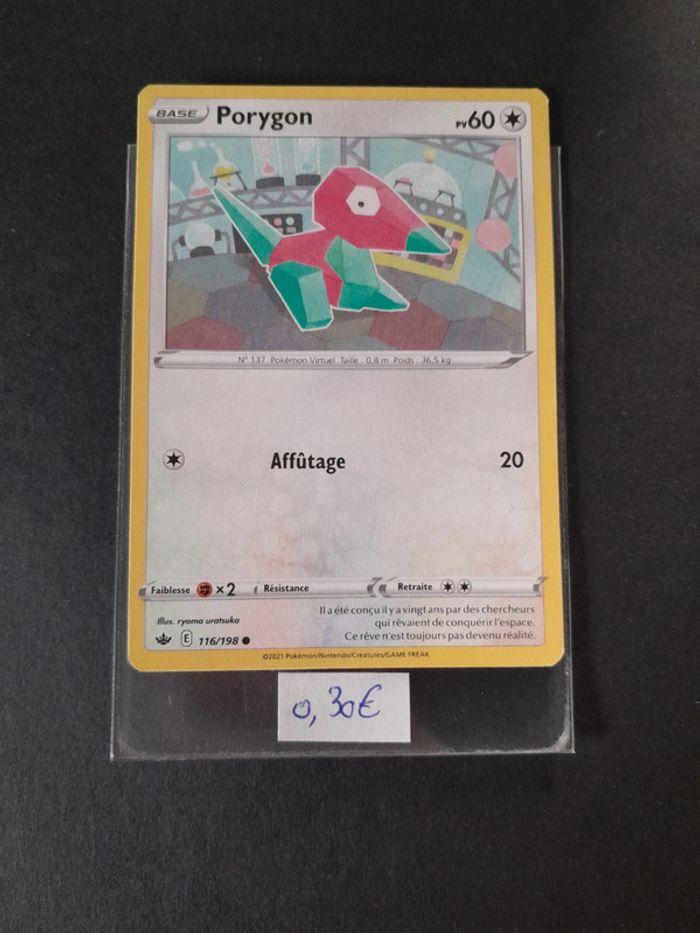 BASE Porygon PV60
N° 137 Pokémon Virtuel Taille : 0,8 m Poids : 36,5 kg
Affûtage 20
Faiblesse ×2 Résistance Retraite
Il a été conçu il y a vingt ans par des chercheurs
qui rêvaient de conquérir l'espace.
Ce rêve n'est toujours pas devenu réalité.
Illus. ryoma uratsuka
E 116/198
©2021 Pokémon/Nintendo/Creatures/GAME FREAK
0,30€